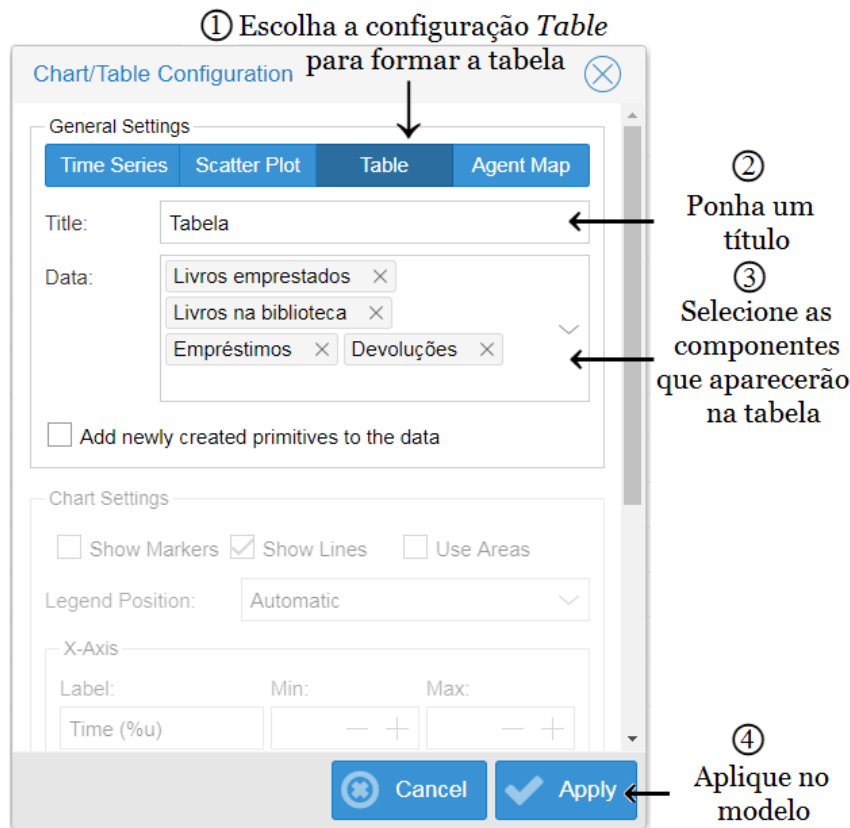 ① Escolha a configuração Table
para formar a tabela
Chart/Table Configuration
General Settings
Time Series Scatter Plot Table Agent Map
Title: Tabela
②
Ponha um
título
Data: Livros emprestados ×
Livros na biblioteca ×
Empréstimos × Devoluções ×
③
Selecione as
componentes
que aparecerão
na tabela
Add newly created primitives to the data
Chart Settings
Show Markers Show Lines Use Areas
Legend Position: Automatic
X-Axis
Label: Min: Max:
Time (%u)
Cancel Apply
④
Aplique no
modelo